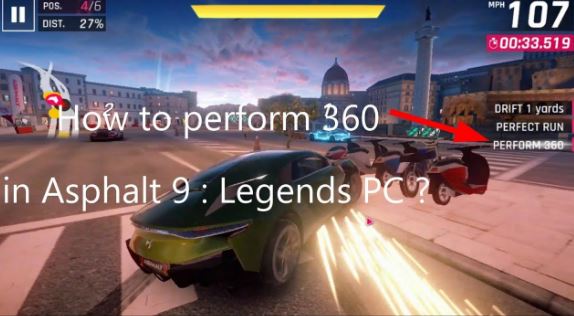 POS. 4/6
DIST. 27%
MPH 107
00:33.519
DRIFT 1 yards
PERFECT RUN
PERFORM 360
How to perform 360
in Asphalt 9 : Legends PC ?